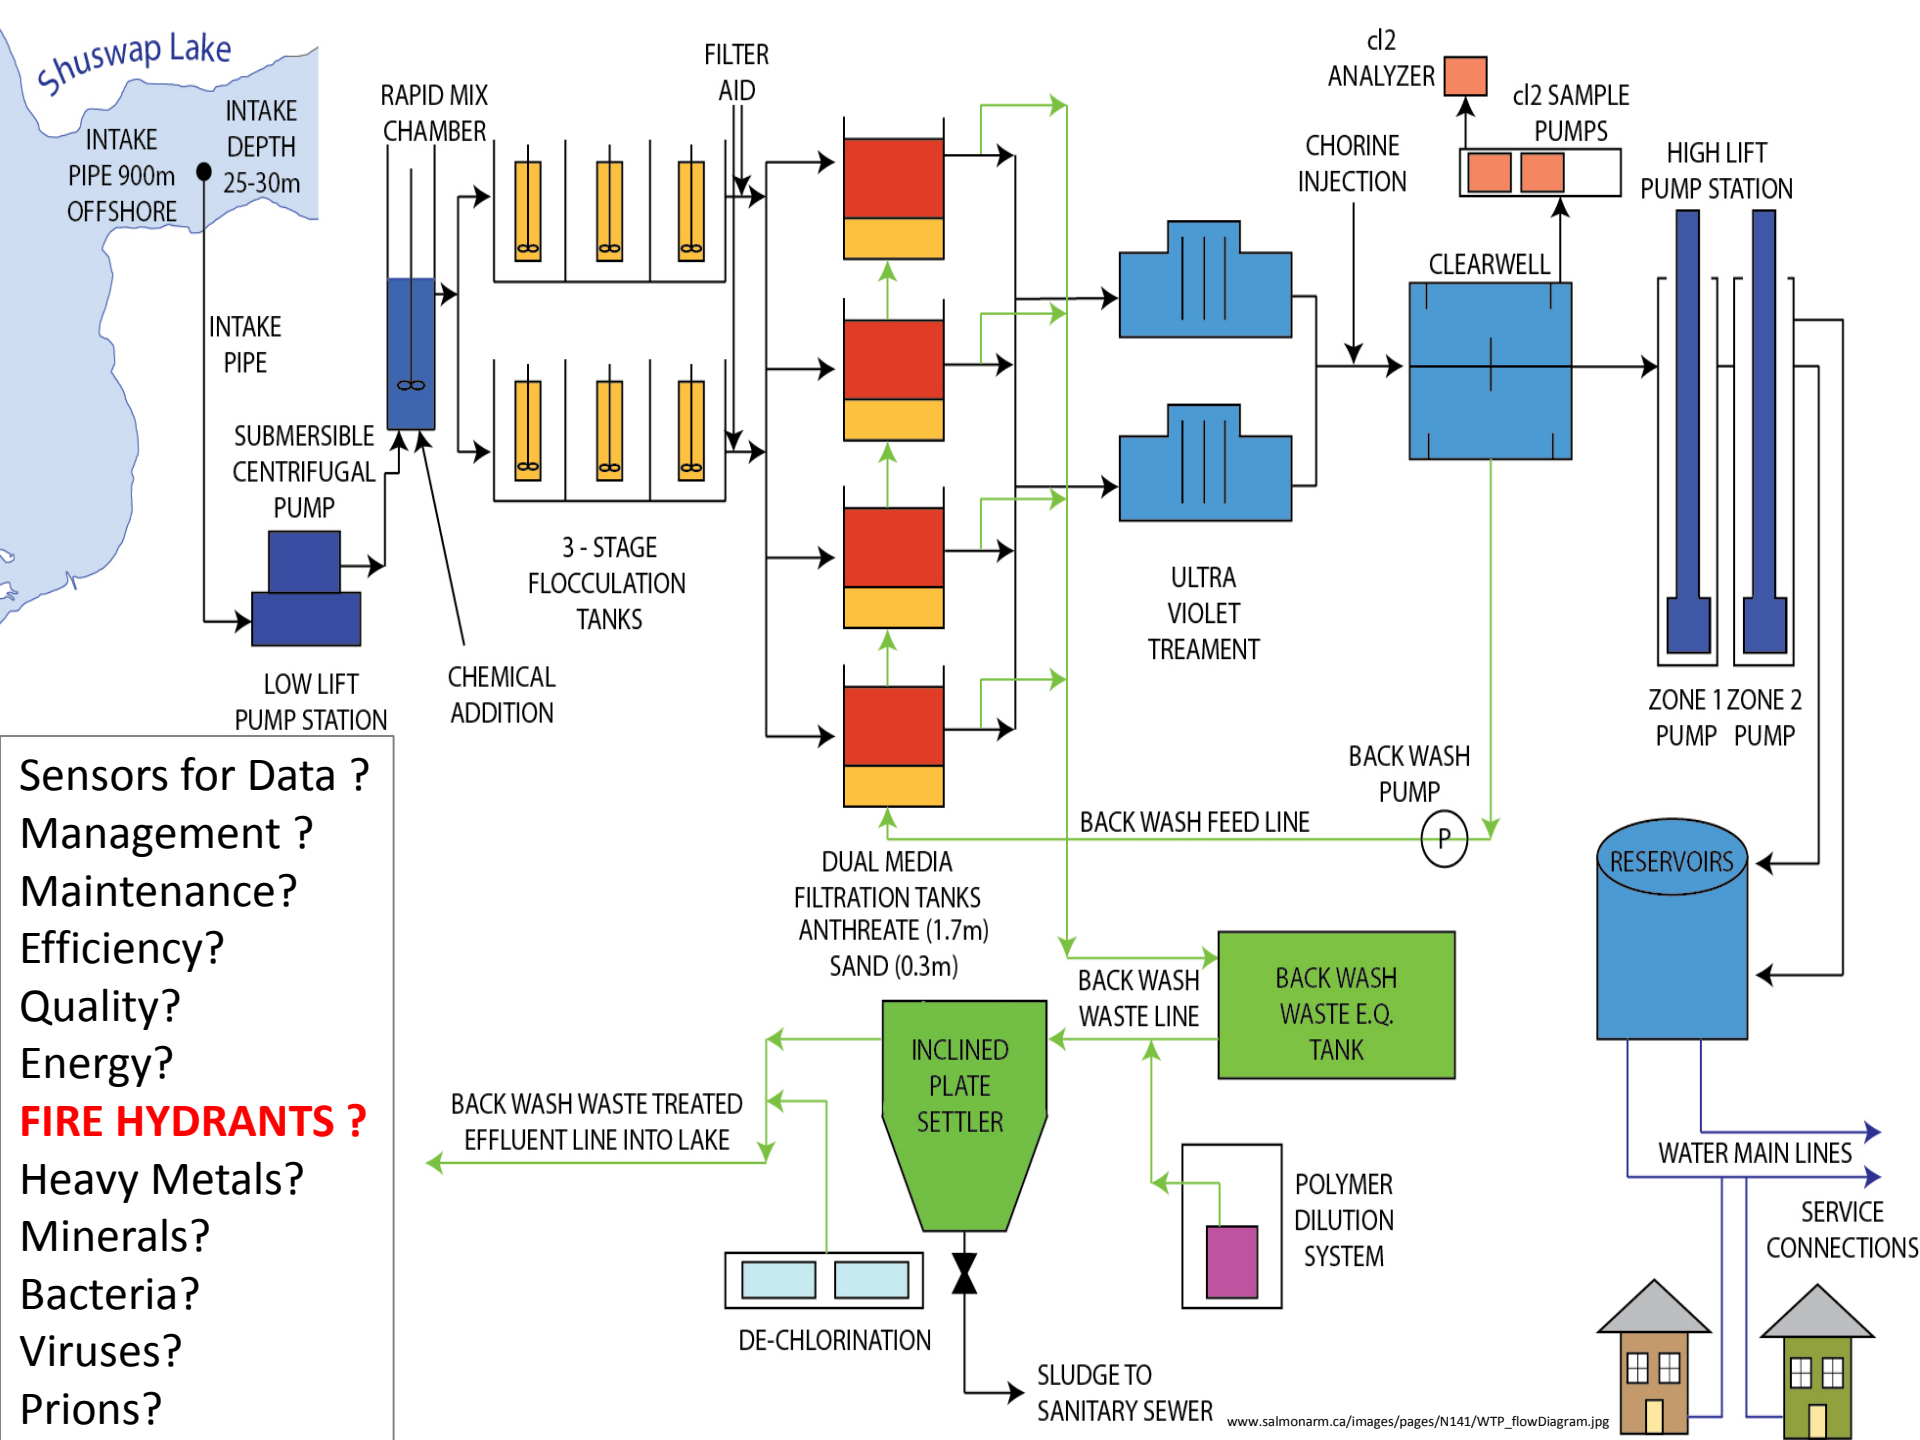 Shuswap Lake
INTAKE
PIPE 900m
OFFSHORE
INTAKE
DEPTH
25-30m
INTAKE
PIPE
SUBMERSIBLE
CENTRIFUGAL
PUMP
LOW LIFT
PUMP STATION
RAPID MIX
CHAMBER
CHEMICAL
ADDITION
3 - STAGE
FLOCCULATION
TANKS
FILTER
AID
DUAL MEDIA
FILTRATION TANKS
ANTHREATE (1.7m)
SAND (0.3m)
ULTRA
VIOLET
TREAMENT
CHORINE
INJECTION
cl2
ANALYZER
cl2 SAMPLE
PUMPS
CLEARWELL
HIGH LIFT
PUMP STATION
ZONE 1
PUMP
ZONE 2
PUMP
BACK WASH
PUMP
P
BACK WASH FEED LINE
RESERVOIRS
BACK WASH
WASTE LINE
BACK WASH
WASTE E.Q.
TANK
INCLINED
PLATE
SETTLER
BACK WASH WASTE TREATED
EFFLUENT LINE INTO LAKE
POLYMER
DILUTION
SYSTEM
DE-CHLORINATION
SLUDGE TO
SANITARY SEWER
WATER MAIN LINES
SERVICE
CONNECTIONS
www.salmonarm.ca/images/pages/N141/WTP_flowDiagram.jpg
Sensors for Data ?
Management ?
Maintenance?
Efficiency?
Quality?
Energy?
FIRE HYDRANTS ?
Heavy Metals?
Minerals?
Bacteria?
Viruses?
Prions?